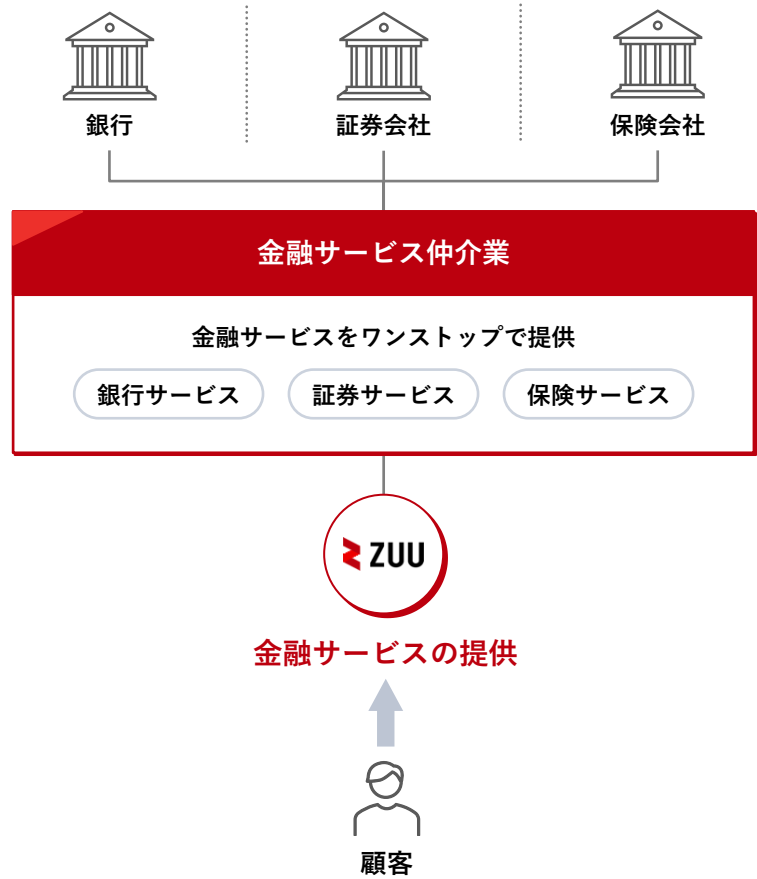 銀行
証券会社
保険会社
金融サービス仲介業
金融サービスをワンストップで提供
銀行サービス
証券サービス
保険サービス
ZUU
金融サービスの提供
顧客